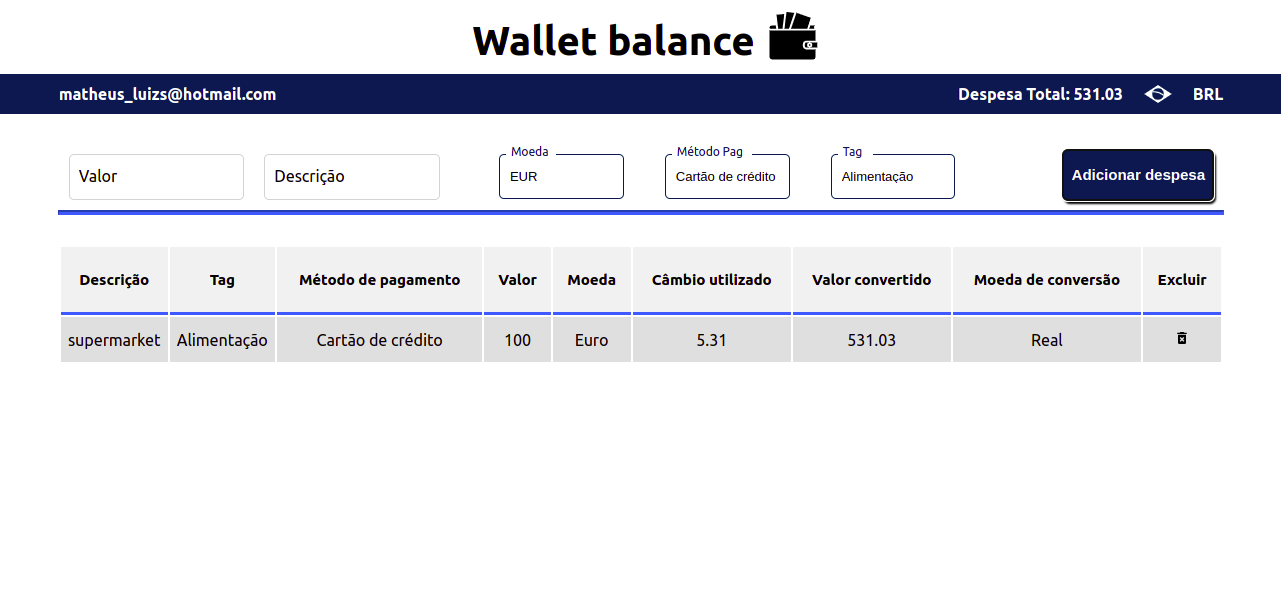 Wallet balance
matheus_luizs@hotmail.com Despesa Total: 531.03 BRL
Moeda Método Pag Tag
Valor Descrição EUR Cartão de crédito Alimentação Adicionar despesa
Descrição Tag Método de pagamento Valor Moeda Câmbio utilizado Valor convertido Moeda de conversão Excluir
supermarket Alimentação Cartão de crédito 100 Euro 5.31 531.03 Real